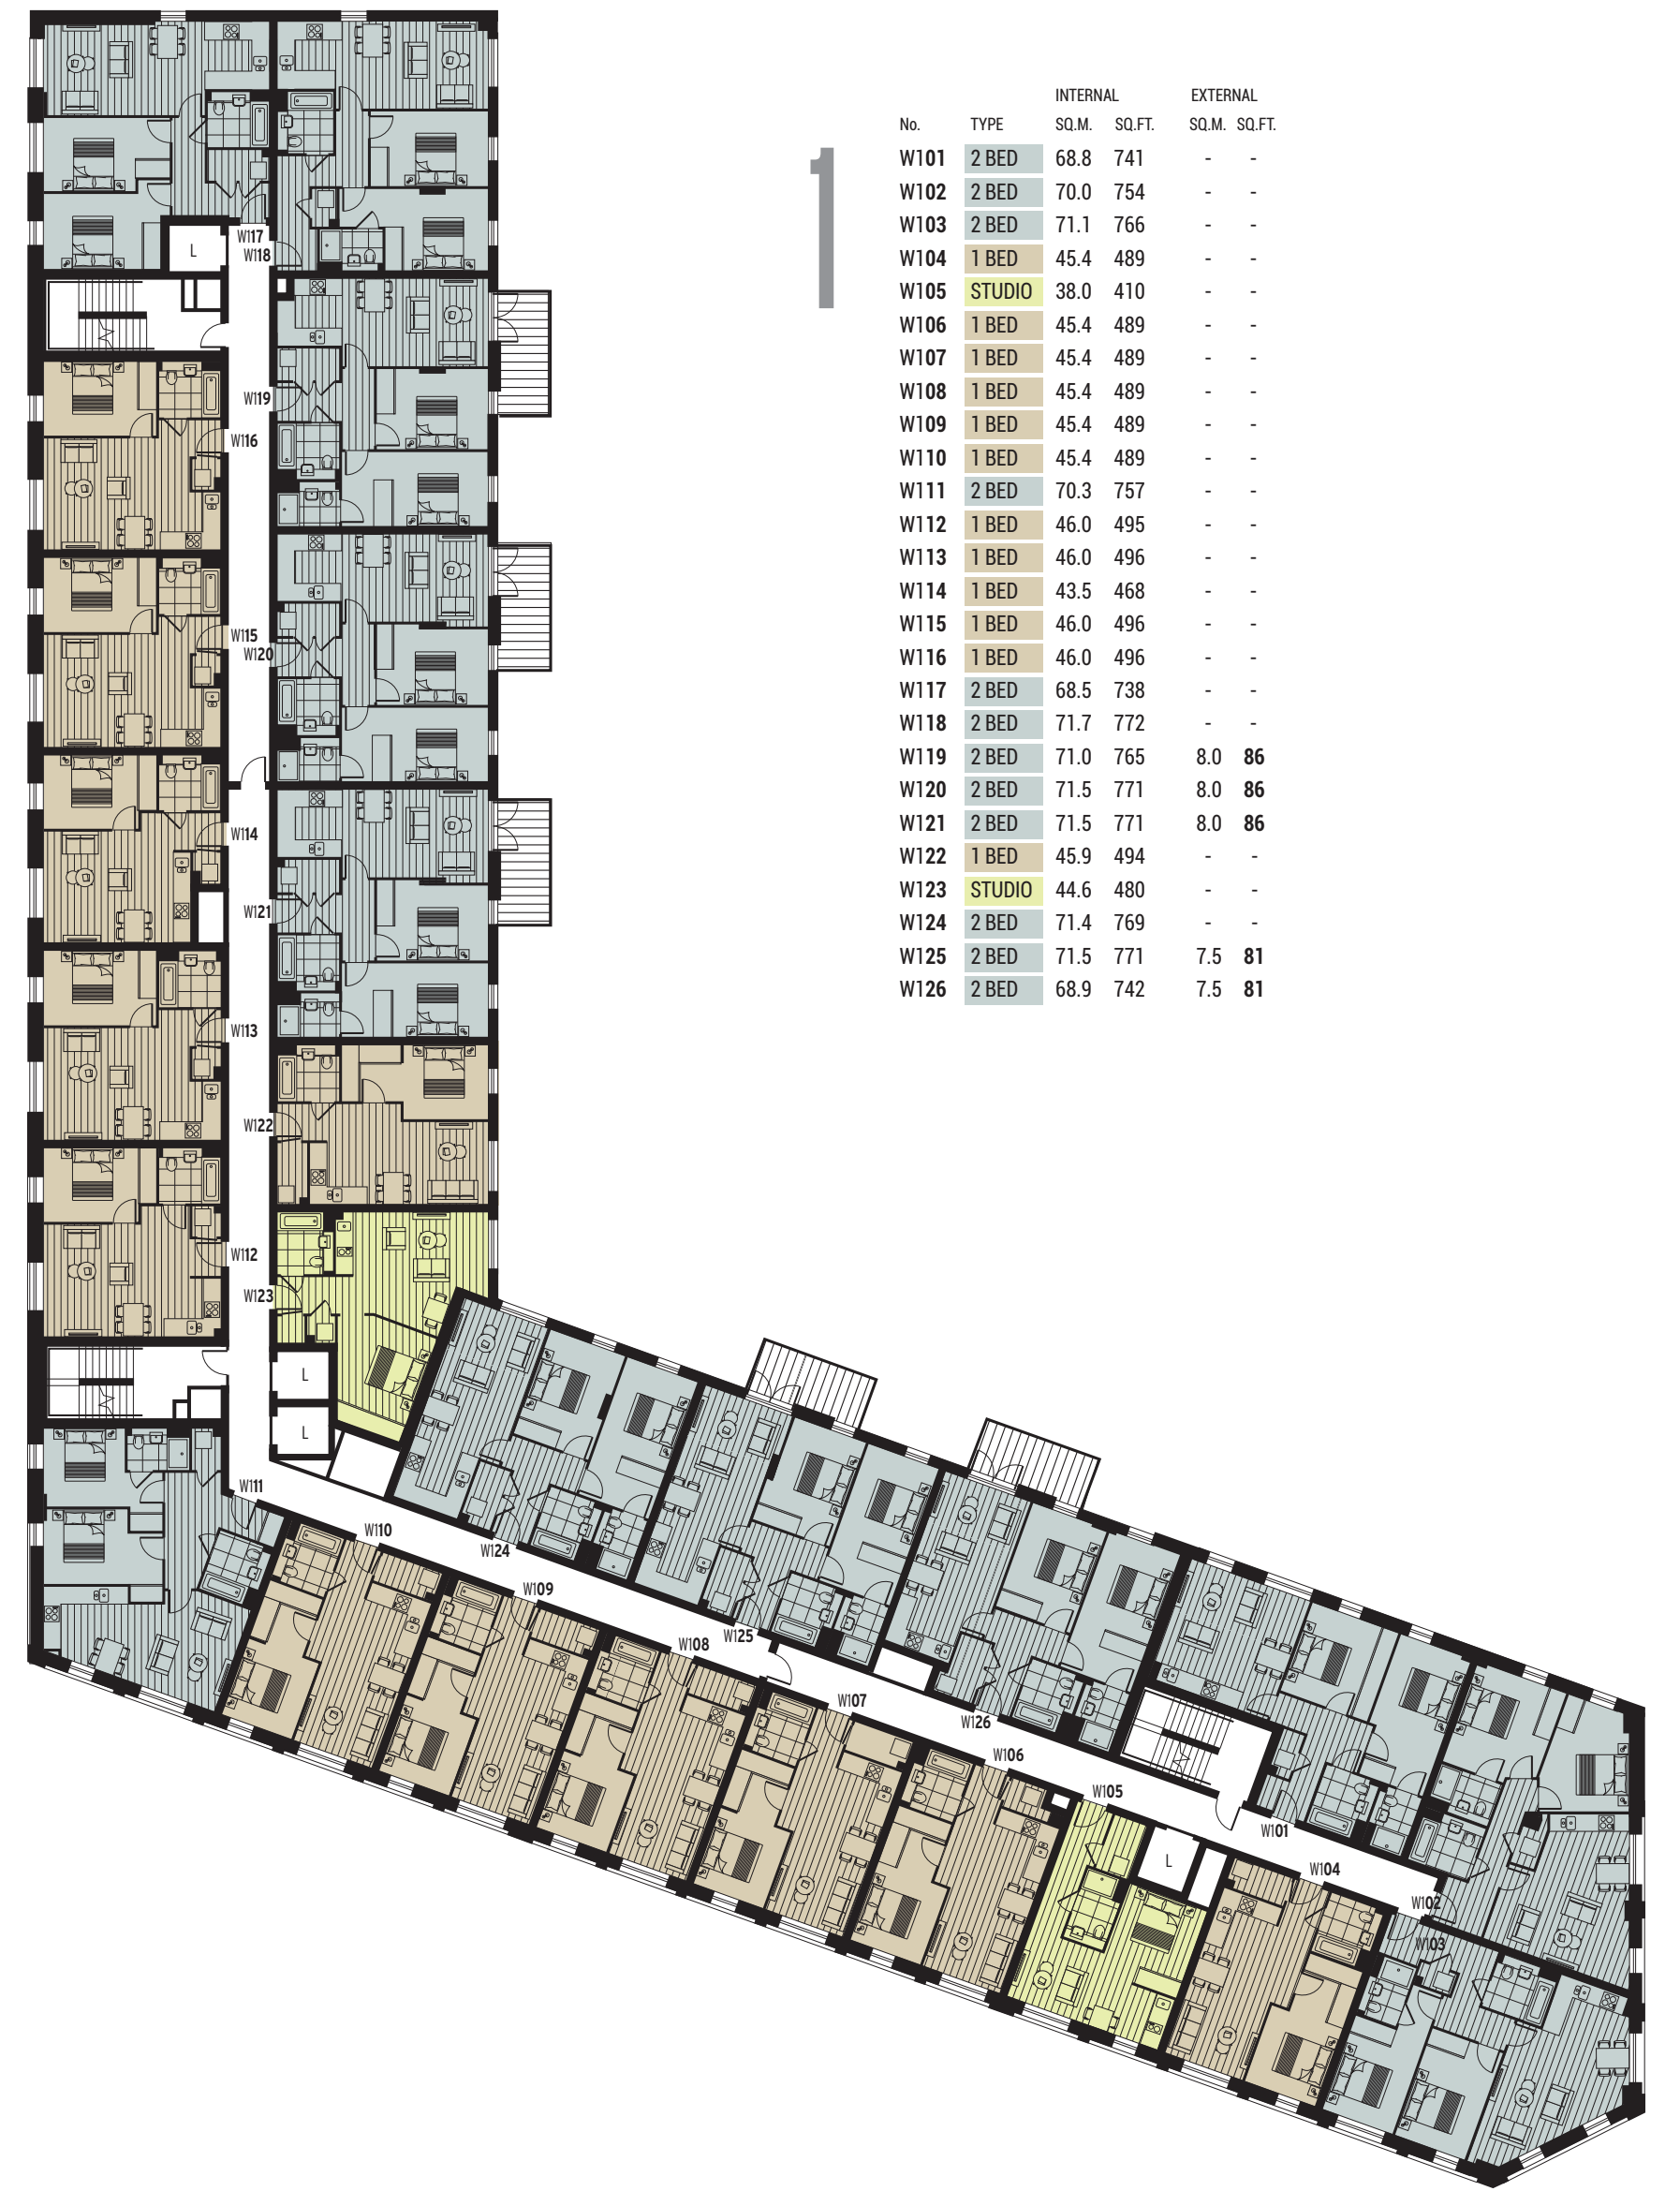 1
INTERNAL EXTERNAL
No. TYPE SQ.M. SQ.FT. SQ.M. SQ.FT.
W101 2 BED 68.8 741 - -
W102 2 BED 70.0 754 - -
W103 2 BED 71.1 766 - -
W104 1 BED 45.4 489 - -
W105 STUDIO 38.0 410 - -
W106 1 BED 45.4 489 - -
W107 1 BED 45.4 489 - -
W108 1 BED 45.4 489 - -
W109 1 BED 45.4 489 - -
W110 1 BED 45.4 489 - -
W111 2 BED 70.3 757 - -
W112 1 BED 46.0 495 - -
W113 1 BED 46.0 496 - -
W114 1 BED 43.5 468 - -
W115 1 BED 46.0 496 - -
W116 1 BED 46.0 496 - -
W117 2 BED 68.5 738 - -
W118 2 BED 71.7 772 - -
W119 2 BED 71.0 765 8.0 86
W120 2 BED 71.5 771 8.0 86
W121 2 BED 71.5 771 8.0 86
W122 1 BED 45.9 494 - -
W123 STUDIO 44.6 480 - -
W124 2 BED 71.4 769 - -
W125 2 BED 71.5 771 7.5 81
W126 2 BED 68.9 742 7.5 81
W117
L
W118
W119
W116
W115
W120
W114
W121
W113
W122
W112
W123
L
L
W111
W110
W124
W109
W125
W108
W107
W126
W106
W105
W101
L
W104
W102
W103